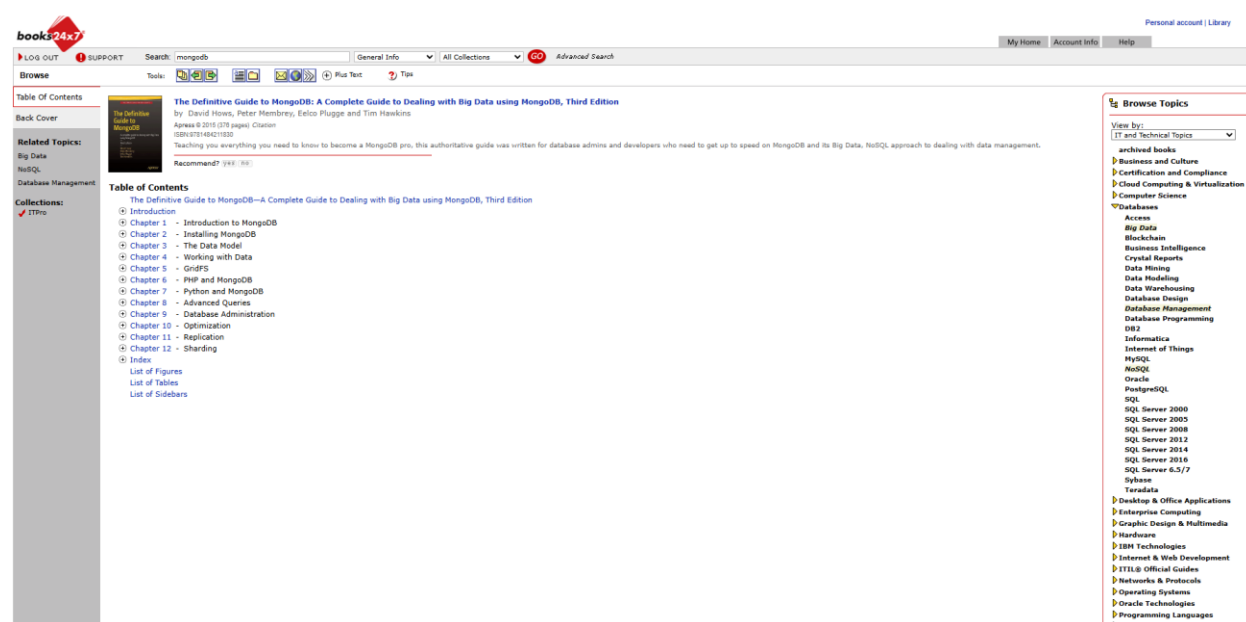 Personal account | Library
books24x7
My Home Account Info Help
LOG OUT SUPPORT Search: mongodb General Info All Collections GO Advanced Search
Browse Tools: Plus Text Tips
Table Of Contents
Back Cover
Related Topics:
Big Data
NoSQL
Database Management
Collections:
ITPro
The Definitive
Guide to
MongoDB
The Definitive Guide to MongoDB: A Complete Guide to Dealing with Big Data using MongoDB, Third Edition
by David Hows, Peter Membrey, Eelco Plugge and Tim Hawkins
Apress © 2015 (376 pages) Citation
ISBN:9781484211830
Teaching you everything you need to know to become a MongoDB pro, this authoritative guide was written for database admins and developers who need to get up to speed on MongoDB and its Big Data, NoSQL approach to dealing with data management.
Recommend? yes no
Table of Contents
The Definitive Guide to MongoDB—A Complete Guide to Dealing with Big Data using MongoDB, Third Edition
Introduction
Chapter 1 - Introduction to MongoDB
Chapter 2 - Installing MongoDB
Chapter 3 - The Data Model
Chapter 4 - Working with Data
Chapter 5 - GridFS
Chapter 6 - PHP and MongoDB
Chapter 7 - Python and MongoDB
Chapter 8 - Advanced Queries
Chapter 9 - Database Administration
Chapter 10 - Optimization
Chapter 11 - Replication
Chapter 12 - Sharding
Index
List of Figures
List of Tables
List of Sidebars
Browse Topics
View by:
IT and Technical Topics
archived books
Business and Culture
Certification and Compliance
Cloud Computing & Virtualization
Computer Science
Databases
Access
Big Data
Blockchain
Business Intelligence
Crystal Reports
Data Mining
Data Modeling
Data Warehousing
Database Design
Database Management
Database Programming
DB2
Informatica
Internet of Things
MySQL
NoSQL
Oracle
PostgreSQL
SQL
SQL Server 2000
SQL Server 2005
SQL Server 2008
SQL Server 2012
SQL Server 2014
SQL Server 2016
SQL Server 6.5/7
Sybase
Teradata
Desktop & Office Applications
Enterprise Computing
Graphic Design & Multimedia
Hardware
IBM Technologies
Internet & Web Development
ITIL® Official Guides
Networks & Protocols
Operating Systems
Oracle Technologies
Programming Languages